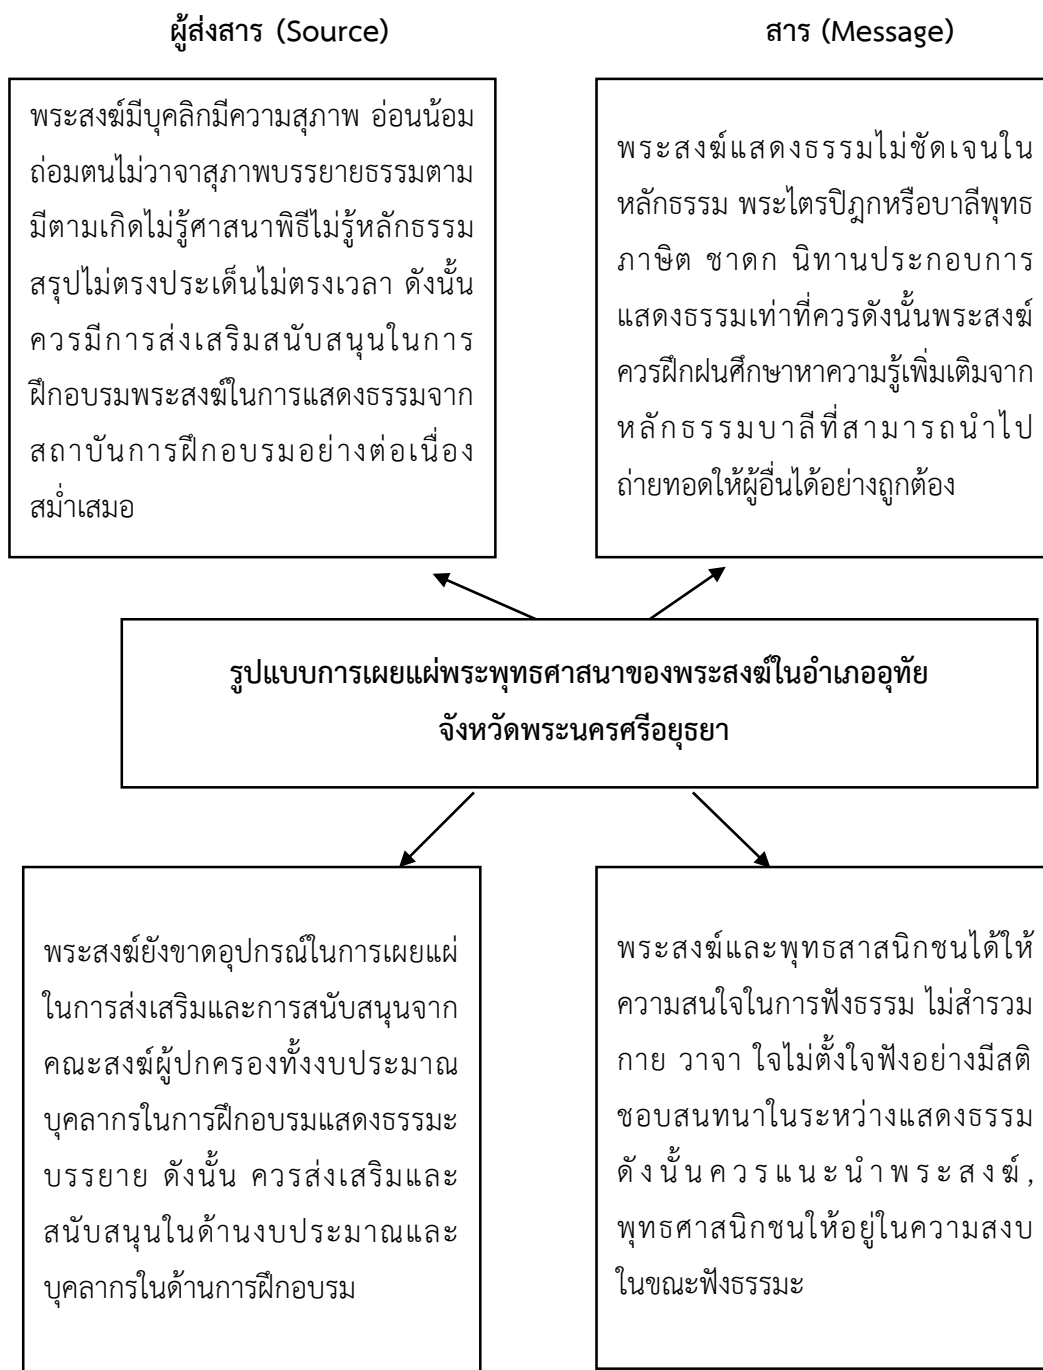 ผู้ส่งสาร (Source)
พระสงฆ์มีบุคลิกมีความสุภาพ อ่อนน้อม
ถ่อมตนไม่วาจาสุภาพบรรยายธรรมตาม
มีตามเกิดไม่รู้ศาสนาพิธีไม่รู้หลักธรรม
สรุปไม่ตรงประเด็นไม่ตรงเวลา ดังนั้น
ควรมีการส่งเสริมสนับสนุนในการ
ฝึกอบรมพระสงฆ์ในการแสดงธรรมจาก
สถาบันการฝึกอบรมอย่างต่อเนื่อง
สม่ำเสมอ
สาร (Message)
พระสงฆ์แสดงธรรมไม่ชัดเจนใน
หลักธรรม พระไตรปิฎกหรือบาลีพุทธ
ภาษิต ชาดก นิทานประกอบการ
แสดงธรรมเท่าที่ควรดังนั้นพระสงฆ์
ควรฝึกฝนศึกษาหาความรู้เพิ่มเติมจาก
หลักธรรมบาลีที่สามารถนำไป
ถ่ายทอดให้ผู้อื่นได้อย่างถูกต้อง
รูปแบบการเผยแผ่พระพุทธศาสนาของพระสงฆ์ในอำเภออุทัย
จังหวัดพระนครศรีอยุธยา
พระสงฆ์ยังขาดอุปกรณ์ในการเผยแผ่
ในการส่งเสริมและการสนับสนุนจาก
คณะสงฆ์ผู้ปกครองทั้งงบประมาณ
บุคลากรในการฝึกอบรมแสดงธรรมะ
บรรยาย ดังนั้น ควรส่งเสริมและ
สนับสนุนในด้านงบประมาณและ
บุคลากรในด้านการฝึกอบรม
พระสงฆ์และพุทธสาสนิกชนได้ให้
ความสนใจในการฟังธรรม ไม่สำรวม
กาย วาจา ใจไม่ตั้งใจฟังอย่างมีสติ
ชอบสนทนาในระหว่างแสดงธรรม
ดังนั้นควรแนะนำพระสงฆ์,
พุทธศาสนิกชนให้อยู่ในความสงบ
ในขณะฟังธรรมะ